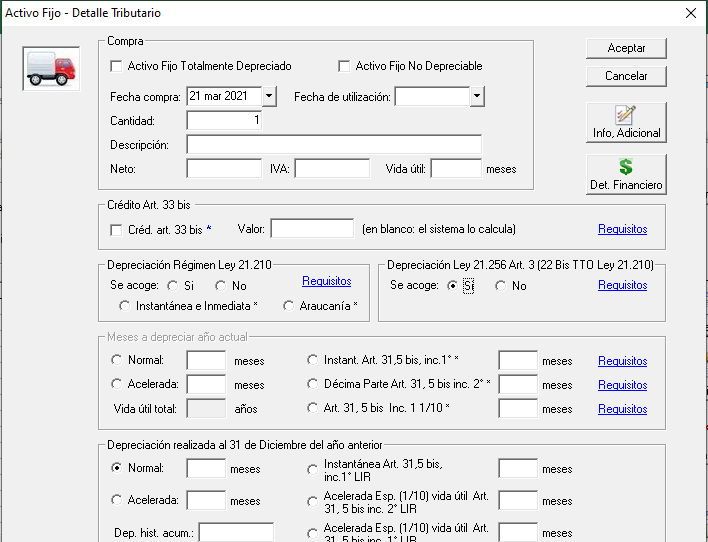 Activo Fijo - Detalle Tributario
Compra
Activo Fijo Totalmente Depreciado
Activo Fijo No Depreciable
Fecha compra: 21 mar 2021
Fecha de utilización:
Cantidad: 1
Descripción:
Neto: IVA: Vida útil: meses
Aceptar
Cancelar
Info, Adicional
Det. Financiero
Crédito Art. 33 bis
Créd. art. 33 bis * Valor: (en blanco: el sistema lo calcula) Requisitos
Depreciación Régimen Ley 21.210
Se acoge: Si No Requisitos
Instantánea e Inmediata * Araucanía *
Depreciación Ley 21.256 Art. 3 (22 Bis TTO Ley 21.210)
Se acoge: Si No Requisitos
Meses a depreciar año actual
Normal: meses Instant. Art. 31,5 bis, inc.1° * meses Requisitos
Acelerada: meses Décima Parte Art. 31, 5 bis inc. 2° * meses Requisitos
Vida útil total: años Art. 31, 5 bis Inc. 1 1/10 * meses Requisitos
Depreciación realizada al 31 de Diciembre del año anterior
Normal: meses Instantánea Art. 31,5 bis, meses
inc.1° LIR
Acelerada: meses Acelerada Esp. (1/10) vida útil Art. meses
31, 5 bis inc. 2° LIR
Dep. hist. acum.: Acelerada Esp. (1/10) vida útil Art. meses
31, 5 bis inc. 1° LIR